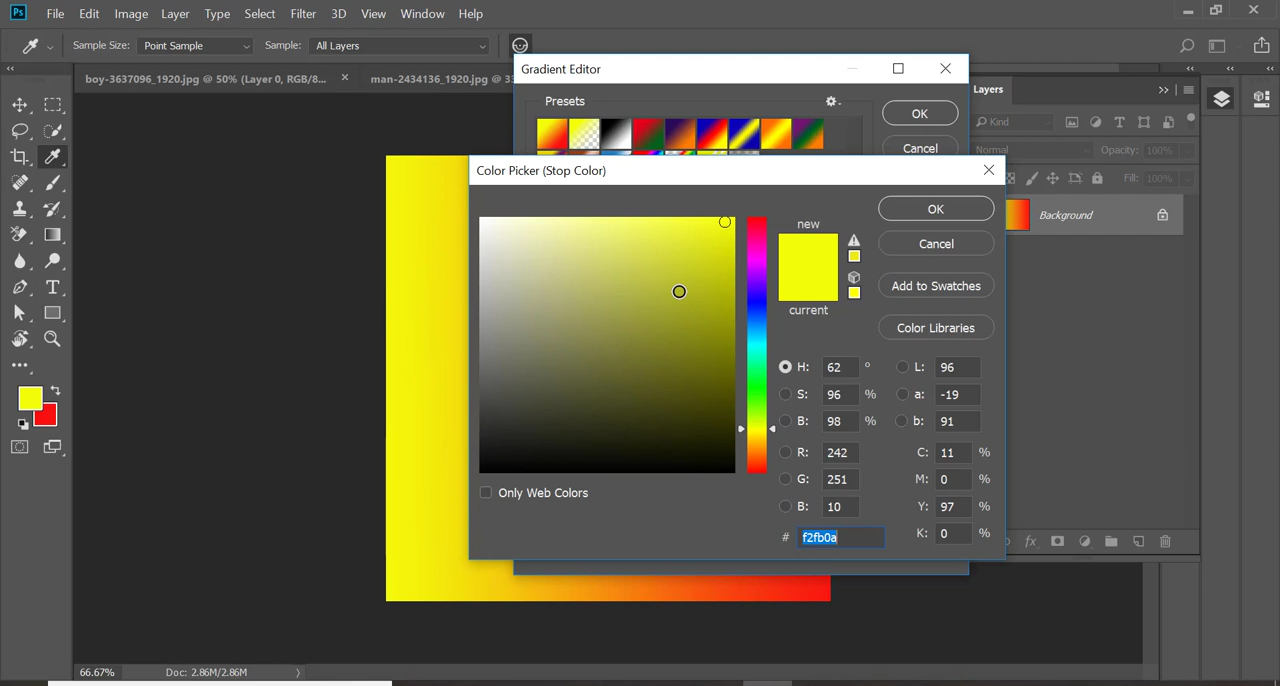 Ps File Edit Image Layer Type Select Filter 3D View Window Help
Sample Size: Point Sample Sample: All Layers
Gradient Editor
boy-3637096_1920.jpg @ 50% (Layer 0, RGB/8... man-2434136_1920.jpg @ 33
Layers
Presets
OK
Kind
Cancel
Normal Opacity: 100%
Color Picker (Stop Color)
Fill: 100%
new
OK
Background
Cancel
Add to Swatches
current
Color Libraries
H: 62 ° L: 96
S: 96 % a: -19
B: 98 % b: 91
R: 242 C: 11 %
G: 251 M: 0 %
Only Web Colors
B: 10 Y: 97 %
# f2fb0a K: 0 %
fx
66.67% Doc: 2.86M/2.86M